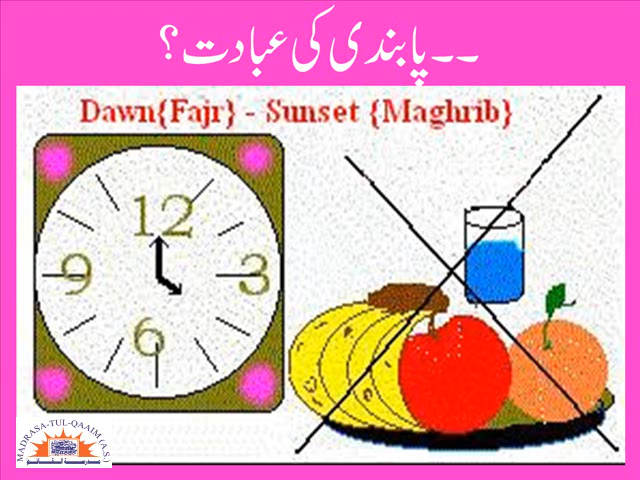 ۔۔پابندی کی عبادت؟
Dawn{Fajr} - Sunset {Maghrib}
12
9 3
6
MADRASA-TUL-QAAIM (A.S.)